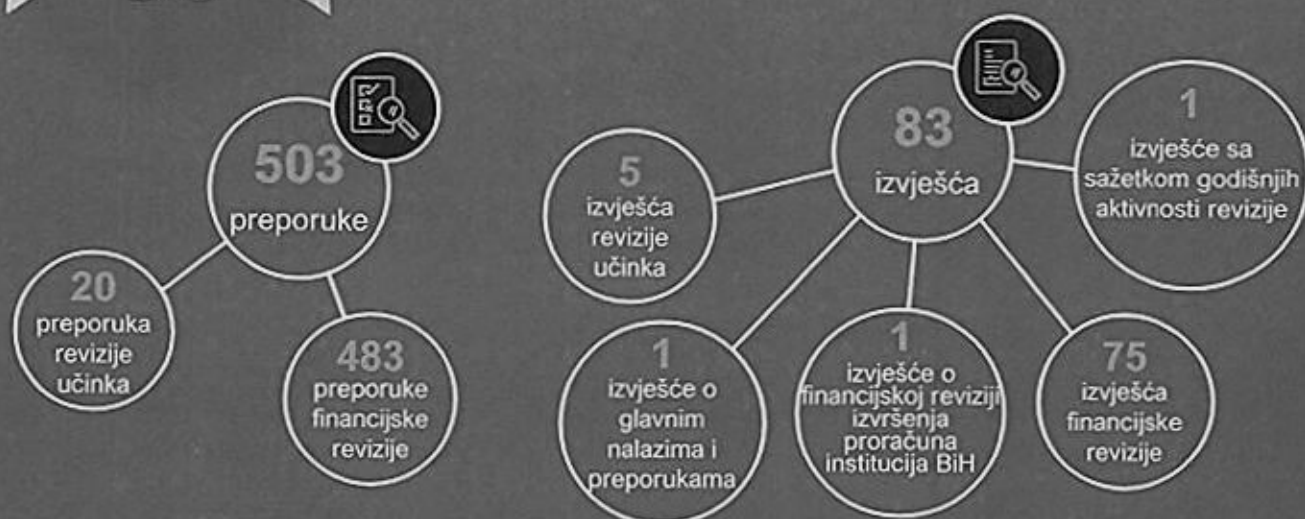 503
preporuke
20
preporuka
revizije
učinka
483
preporuke
financijske
revizije
83
izvješća
5
izvješća
revizije
učinka
1
izvješće o
glavnim
nalazima i
preporukama
1
izvješće o
financijskoj reviziji
izvršenja
proračuna
institucija BiH
75
izvješća
financijske
revizije
1
izvješće sa
sažetkom godišnjih
aktivnosti revizije